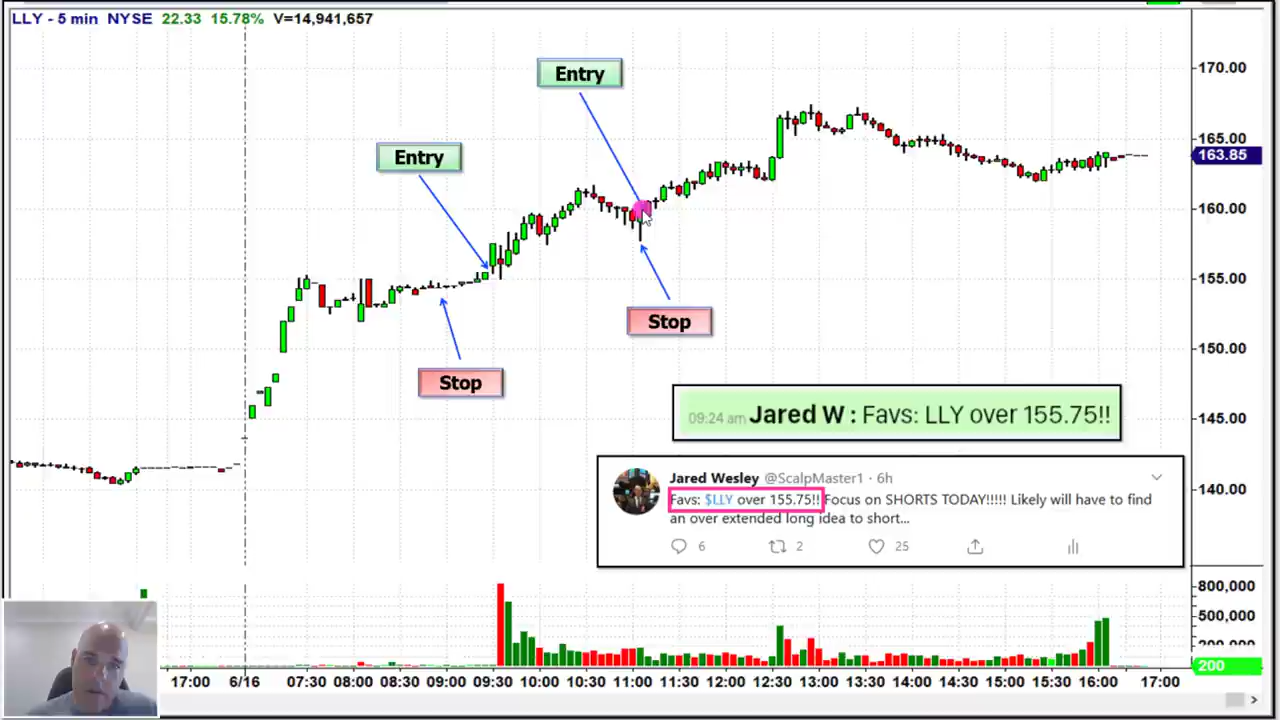 LLY - 5 min NYSE 22.33 15.78% V=14,941,657
170.00
Entry
165.00
Entry
163.85
160.00
155.00
Stop
150.00
Stop
145.00
09:24 am Jared W : Favs: LLY over 155.75!!
140.00
Jared Wesley @ScalpMaster1 · 6h
Favs: $LLY over 155.75!! Focus on SHORTS TODAY!!!!! Likely will have to find
an over extended long idea to short...
6 2 25
800,000
500,000
200
17:00 6/15 07:30 08:00 08:30 09:00 10:00 10:30 11:00 11:30 12:00 12:30 13:00 13:30 14:00 14:30 15:00 15:30 16:00 17:00